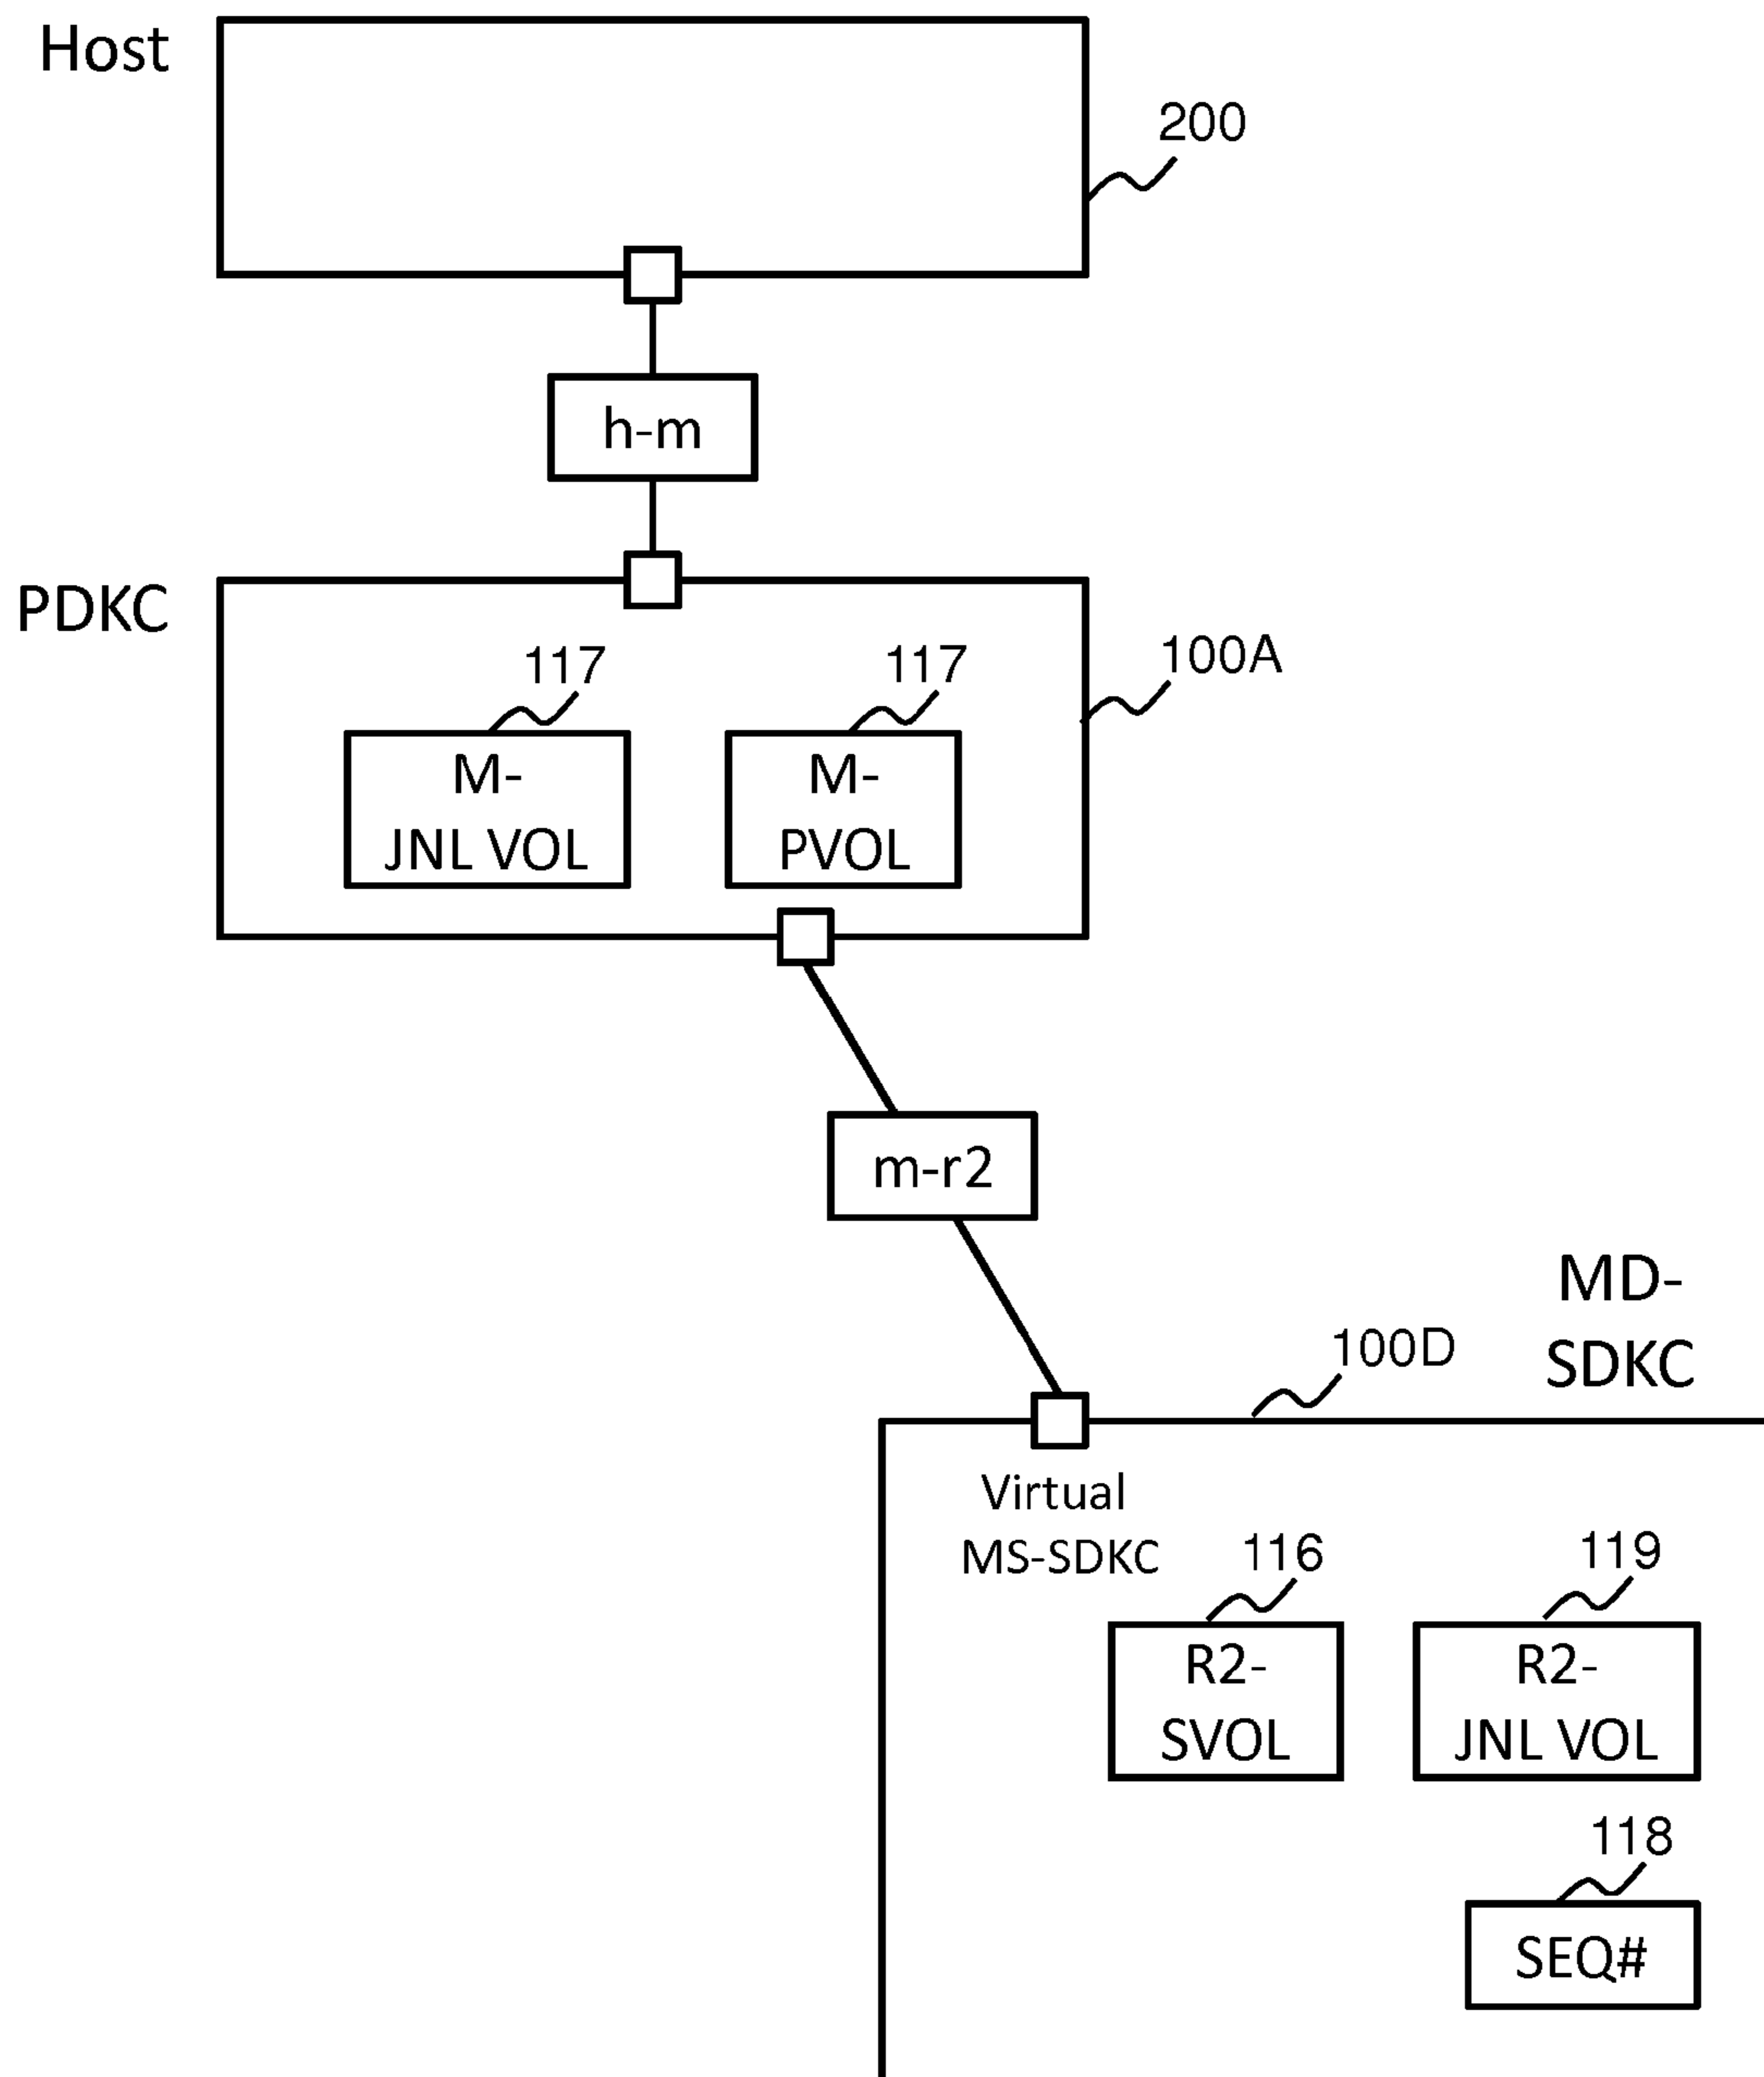 Host
200
h-m
PDKC
117
117
100A
M-
JNL VOL
M-
PVOL
m-r2
MD-
SDKC
100D
Virtual
MS-SDKC
116
119
R2-
SVOL
R2-
JNL VOL
118
SEQ#